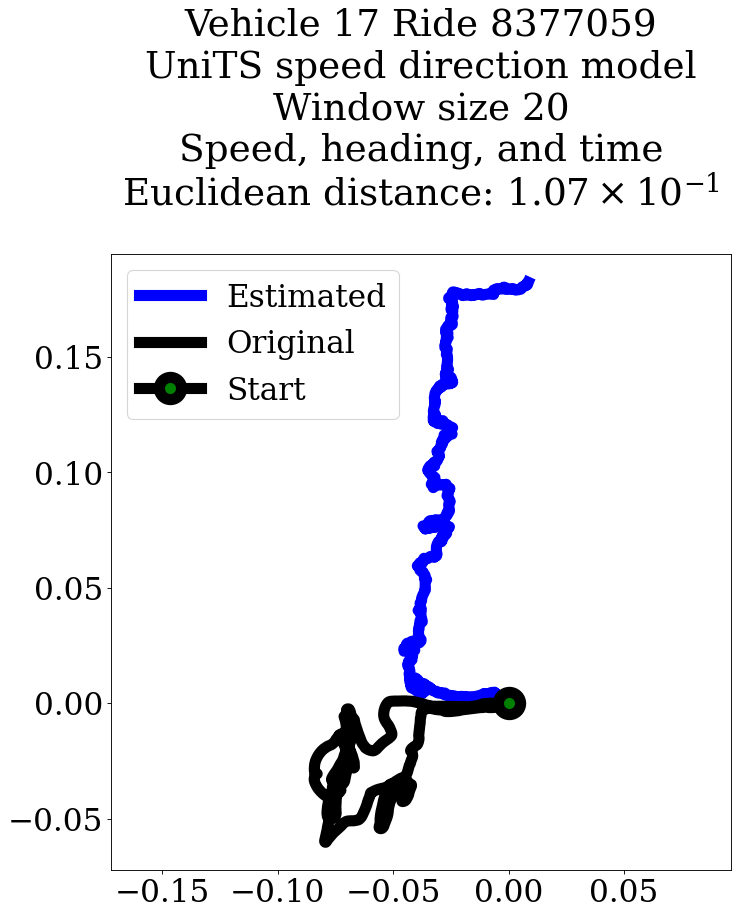 Vehicle 17 Ride 8377059
UniTS speed direction model
Window size 20
Speed, heading, and time
Euclidean distance: 1.07 × 10⁻¹
Estimated
Original
Start
0.15
0.10
0.05
0.00
−0.05
−0.15 −0.10 −0.05 0.00 0.05